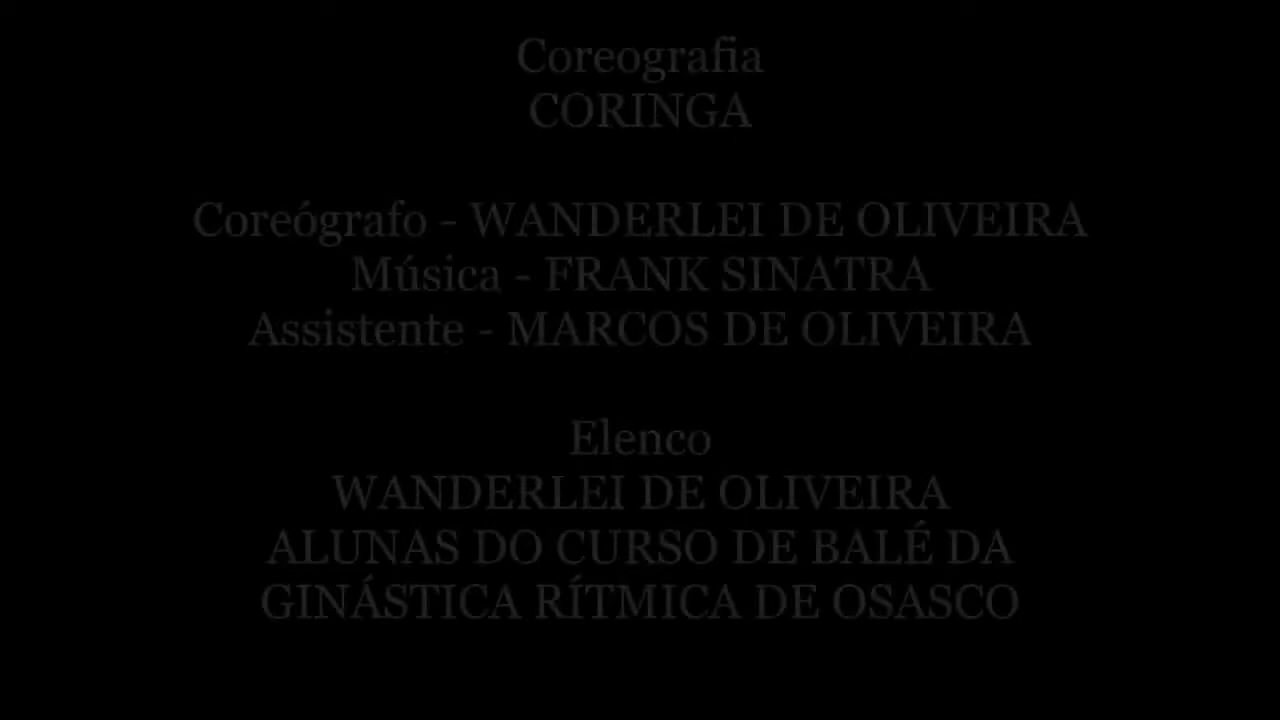 Coreografia
CORINGA
Coreógrafo - WANDERLEI DE OLIVEIRA
Música - FRANK SINATRA
Assistente - MARCOS DE OLIVEIRA
Elenco
WANDERLEI DE OLIVEIRA
ALUNAS DO CURSO DE BALÉ DA
GINÁSTICA RÍTMICA DE OSASCO